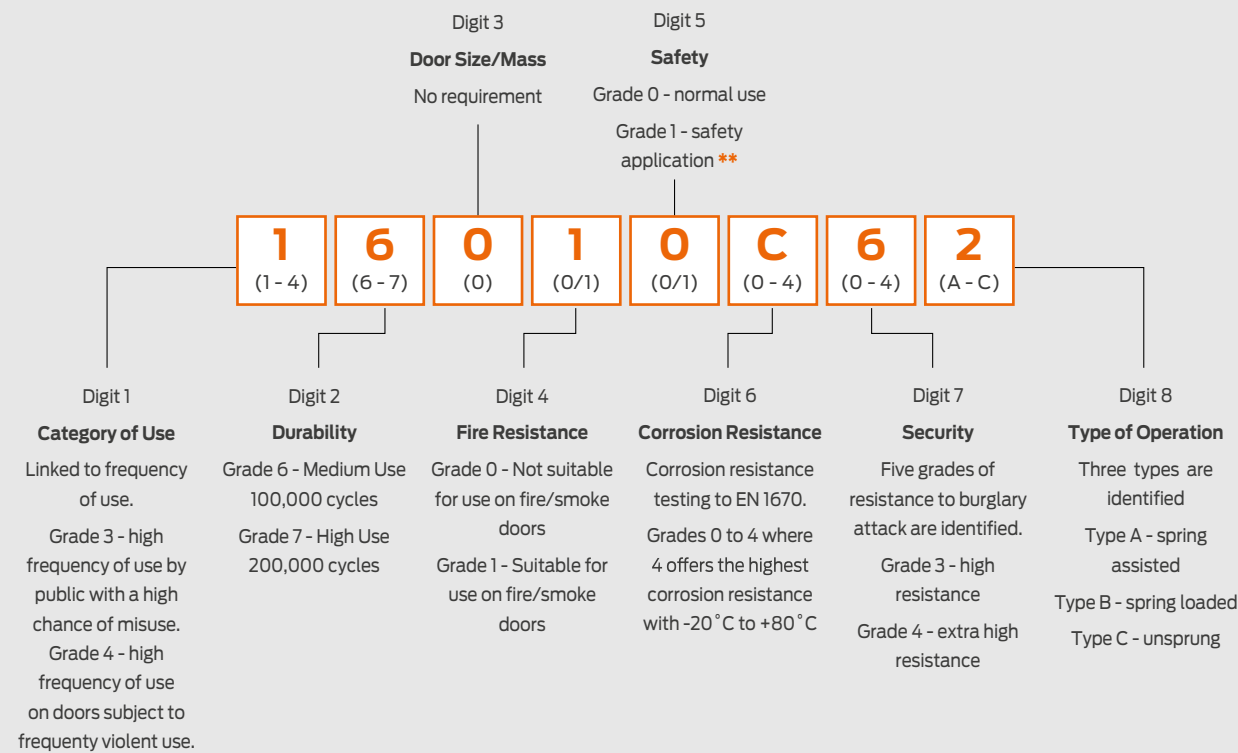 Digit 3
Door Size/Mass
No requirement
Digit 5
Safety
Grade 0 - normal use
Grade 1 - safety
application **
1 6 0 1 0 C 6 2
(1 - 4) (6 - 7) (0) (0/1) (0/1) (0 - 4) (0 - 4) (A - C)
Digit 1
Category of Use
Linked to frequency
of use.
Grade 3 - high
frequency of use by
public with a high
chance of misuse.
Grade 4 - high
frequency of use
on doors subject to
frequenty violent use.
Digit 2
Durability
Grade 6 - Medium Use
100,000 cycles
Grade 7 - High Use
200,000 cycles
Digit 4
Fire Resistance
Grade 0 - Not suitable
for use on fire/smoke
doors
Grade 1 - Suitable for
use on fire/smoke
doors
Digit 6
Corrosion Resistance
Corrosion resistance
testing to EN 1670.
Grades 0 to 4 where
4 offers the highest
corrosion resistance
with -20˚C to +80˚C
Digit 7
Security
Five grades of
resistance to burglary
attack are identified.
Grade 3 - high
resistance
Grade 4 - extra high
resistance
Digit 8
Type of Operation
Three types are
identified
Type A - spring
assisted
Type B - spring loaded
Type C - unsprung